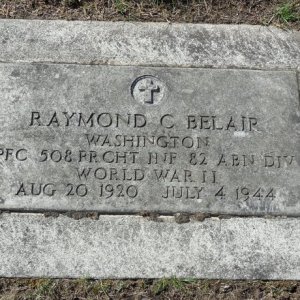 RAYMOND C BELAIR
WASHINGTON
PFC 508 PRCHT INF 82 ABN DIV
WORLD WAR II
AUG 20 1920 JULY 4 1944